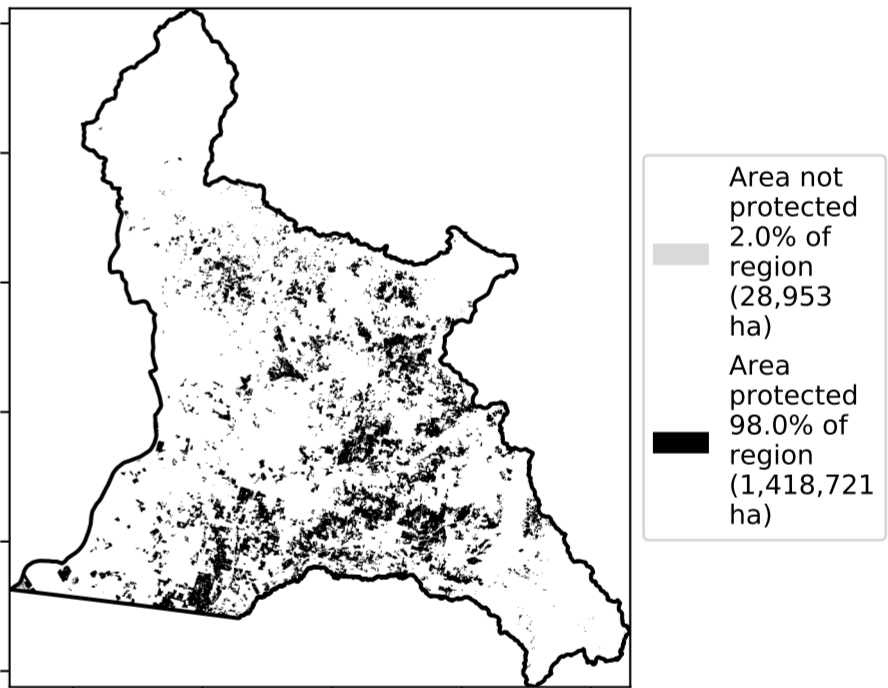 Area not
protected
2.0% of
region
(28,953
ha)
Area
protected
98.0% of
region
(1,418,721
ha)